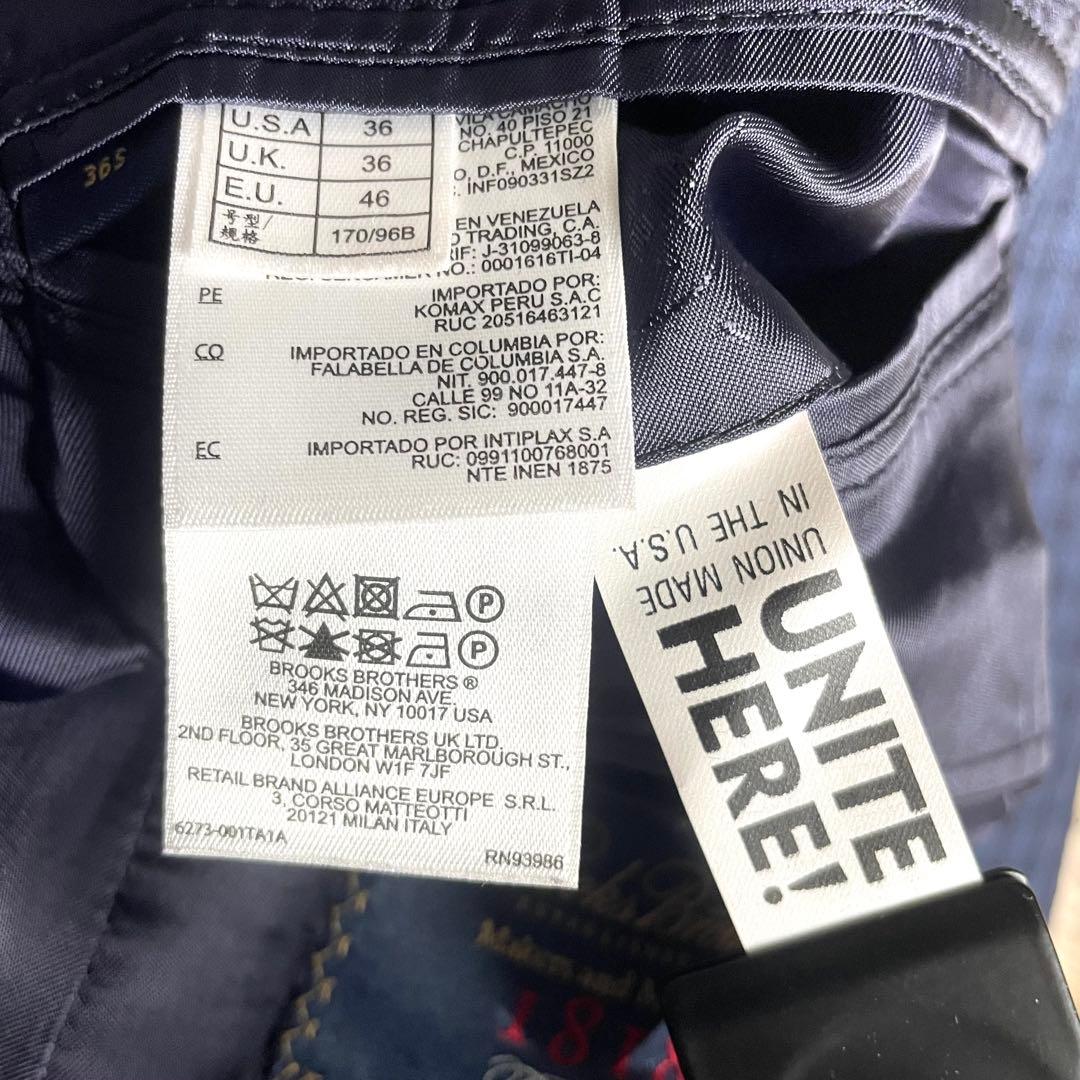 36S
U.S.A 36
U.K. 36
E.U. 46
号型/规格 170/96B
NO. 40 PISO 21
CHAPULTEPEC
C.P. 11000
D.F., MEXICO
INF090331SZ2
EN VENEZUELA
TRADING, C.A.
RIF: J-31099063-8
NO.: 0001616TI-04
PE IMPORTADO POR:
KOMAX PERU S.A.C
RUC 20516463121
CO IMPORTADO EN COLUMBIA POR:
FALABELLA DE COLUMBIA S.A.
NIT. 900.017.447-8
CALLE 99 NO 11A-32
NO. REG. SIC: 900017447
EC IMPORTADO POR INTIPLAX S.A
RUC: 0991100768001
NTE INEN 1875
P
P
BROOKS BROTHERS ®
346 MADISON AVE.
NEW YORK, NY 10017 USA
BROOKS BROTHERS UK LTD.
2ND FLOOR, 35 GREAT MARLBOROUGH ST.,
LONDON W1F 7JF
RETAIL BRAND ALLIANCE EUROPE S.R.L.
3, CORSO MATTEOTTI
20121 MILAN ITALY
6273-001TA1A
RN93986
UNITE
HERE!
UNION MADE
IN THE U.S.A.
Makers and
181